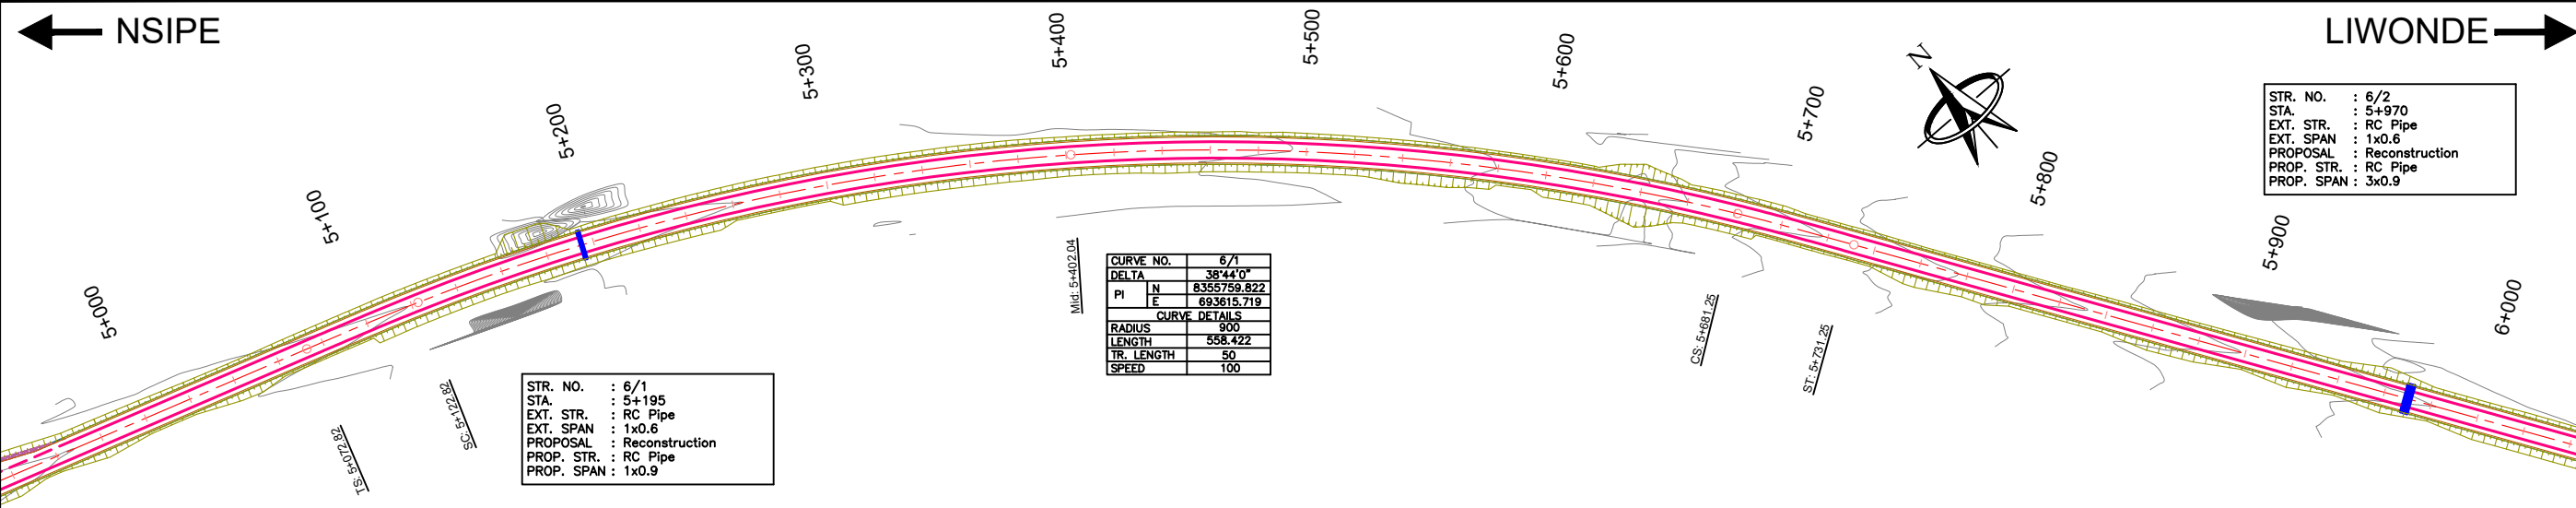 NSIPE
LIWONDE
5+000
5+100
5+200
5+300
5+400
5+500
5+600
5+700
5+800
5+900
6+000
N
STR. NO. : 6/2
STA. : 5+970
EXT. STR. : RC Pipe
EXT. SPAN : 1x0.6
PROPOSAL : Reconstruction
PROP. STR. : RC Pipe
PROP. SPAN : 3x0.9
TS: 5+072.82
SC: 5+122.82
Mid: 5+402.04
CS: 5+681.25
ST: 5+731.25
CURVE NO. 6/1
DELTA 38°44'0"
PI N 8355759.822
E 693615.719
CURVE DETAILS
RADIUS 900
LENGTH 558.422
TR. LENGTH 50
SPEED 100
STR. NO. : 6/1
STA. : 5+195
EXT. STR. : RC Pipe
EXT. SPAN : 1x0.6
PROPOSAL : Reconstruction
PROP. STR. : RC Pipe
PROP. SPAN : 1x0.9